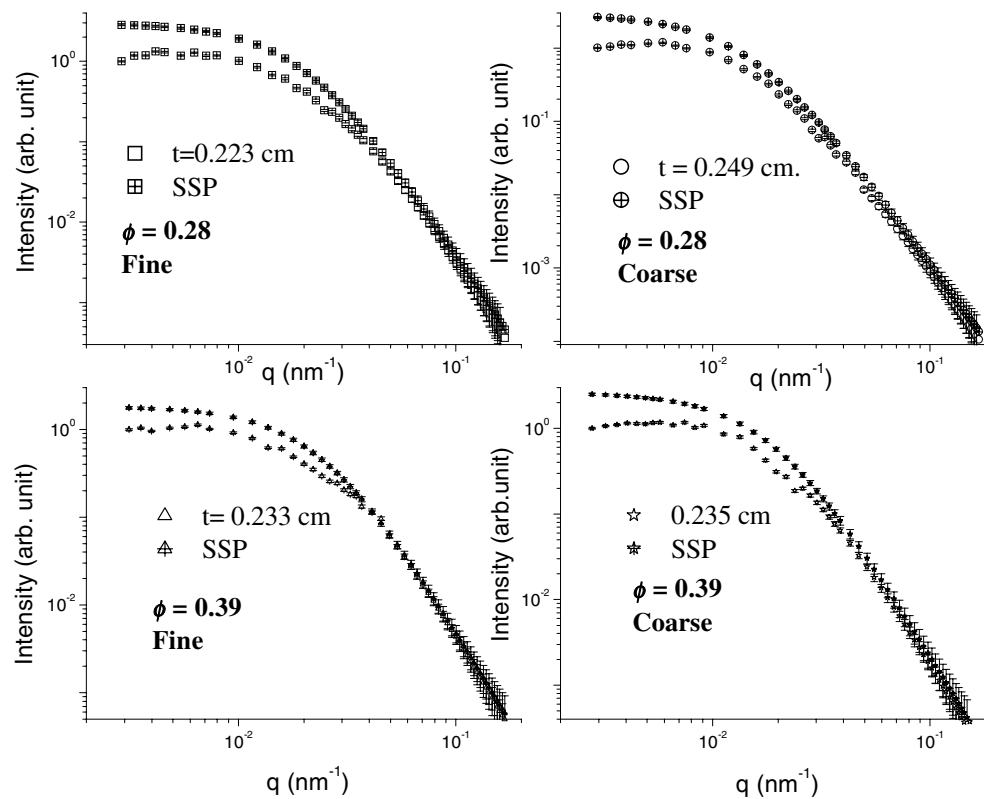 Intensity (arb. unit)
10^0
10^-2
t=0.223 cm
SSP
ϕ = 0.28
Fine
10^-2
10^-1
q (nm^-1)
Intensity (arb. unit)
10^-1
10^-3
t = 0.249 cm.
SSP
ϕ = 0.28
Coarse
10^-2
10^-1
q (nm^-1)
Intensity (arb. unit)
10^0
10^-2
t= 0.233 cm
SSP
ϕ = 0.39
Fine
10^-2
10^-1
q (nm^-1)
Intensity (arb.unit)
10^0
10^-2
0.235 cm
SSP
ϕ = 0.39
Coarse
10^-2
10^-1
q (nm^-1)